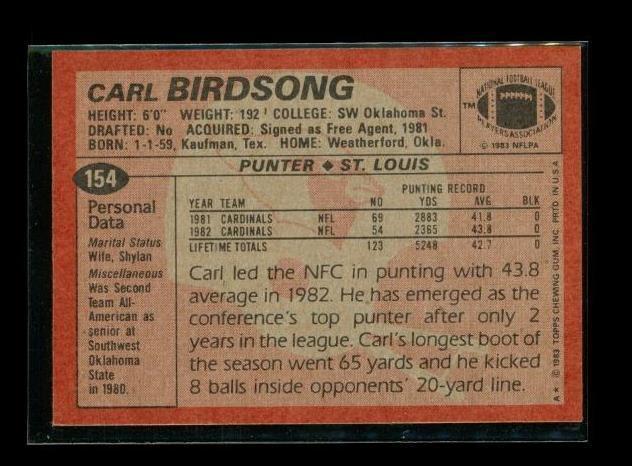 CARL BIRDSONG
HEIGHT: 6'0" WEIGHT: 192 COLLEGE: SW Oklahoma St.
DRAFTED: No ACQUIRED: Signed as Free Agent, 1981
BORN: 1-1-59, Kaufman, Tex. HOME: Weatherford, Okla.
NATIONAL FOOTBALL LEAGUE
TM
PLAYERS ASSOCIATION
© 1983 NFLPA
PUNTER ◆ ST. LOUIS
154
Personal
Data
Marital Status
Wife, Shylan
Miscellaneous
Was Second
Team All-
American as
senior at
Southwest
Oklahoma
State
in 1980.
PUNTING RECORD
YEAR TEAM NO YDS AVG BLK
1981 CARDINALS NFL 69 2883 41.8 0
1982 CARDINALS NFL 54 2365 43.8 0
LIFETIME TOTALS 123 5248 42.7 0
Carl led the NFC in punting with 43.8
average in 1982. He has emerged as the
conference's top punter after only 2
years in the league. Carl's longest boot of
the season went 65 yards and he kicked
8 balls inside opponents' 20-yard line.
A★ © 1983 TOPPS CHEWING GUM, INC. PRTD. IN U.S.A.